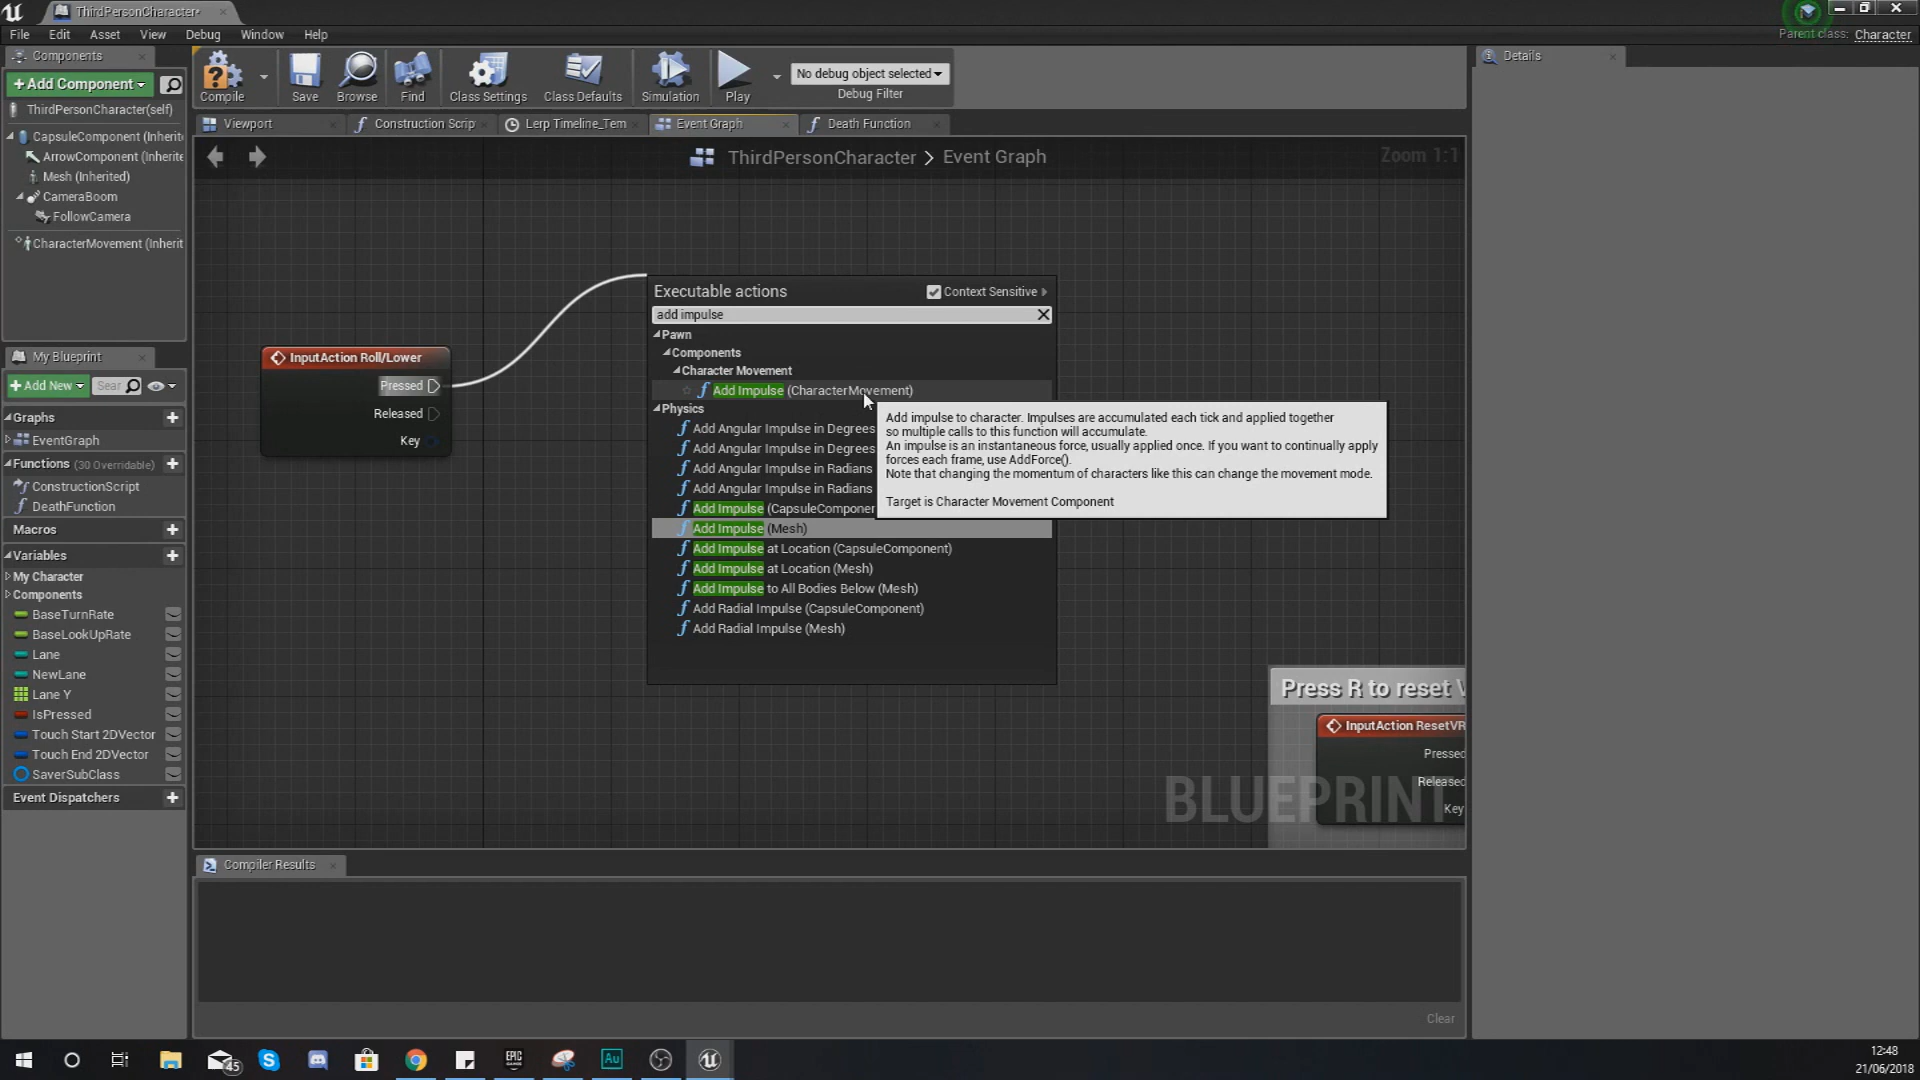 ThirdPersonCharacter*
File Edit Asset View Debug Window Help
Parent class: Character
Components
+Add Component
ThirdPersonCharacter(self)
CapsuleComponent (Inherite
ArrowComponent (Inherite
Mesh (Inherited)
CameraBoom
FollowCamera
CharacterMovement (Inherit
Compile
Save
Browse
Find
Class Settings
Class Defaults
Simulation
Play
No debug object selected
Debug Filter
Details
Viewport
Construction Scrip
Lerp Timeline_Tem
Event Graph
Death Function
ThirdPersonCharacter > Event Graph
Zoom 1:1
My Blueprint
+Add New
Sear
Graphs
EventGraph
Functions (30 Overridable)
ConstructionScript
DeathFunction
Macros
Variables
My Character
Components
BaseTurnRate
BaseLookUpRate
Lane
NewLane
Lane Y
IsPressed
Touch Start 2DVector
Touch End 2DVector
SaverSubClass
Event Dispatchers
InputAction Roll/Lower
Pressed
Released
Key
Executable actions
Context Sensitive
add impulse
Pawn
Components
Character Movement
Add Impulse (CharacterMovement)
Physics
Add Angular Impulse in Degrees
Add Angular Impulse in Degrees
Add Angular Impulse in Radians
Add Angular Impulse in Radians
Add Impulse (CapsuleComponen
Add Impulse (Mesh)
Add Impulse at Location (CapsuleComponent)
Add Impulse at Location (Mesh)
Add Impulse to All Bodies Below (Mesh)
Add Radial Impulse (CapsuleComponent)
Add Radial Impulse (Mesh)
Add impulse to character. Impulses are accumulated each tick and applied together
so multiple calls to this function will accumulate.
An impulse is an instantaneous force, usually applied once. If you want to continually apply
forces each frame, use AddForce().
Note that changing the momentum of characters like this can change the movement mode.
Target is Character Movement Component
Press R to reset V
InputAction ResetVR
Pressed
Released
Key
BLUEPRINT
Compiler Results
Clear
45
EPIC
GAMES
Au
12:48
21/06/2018